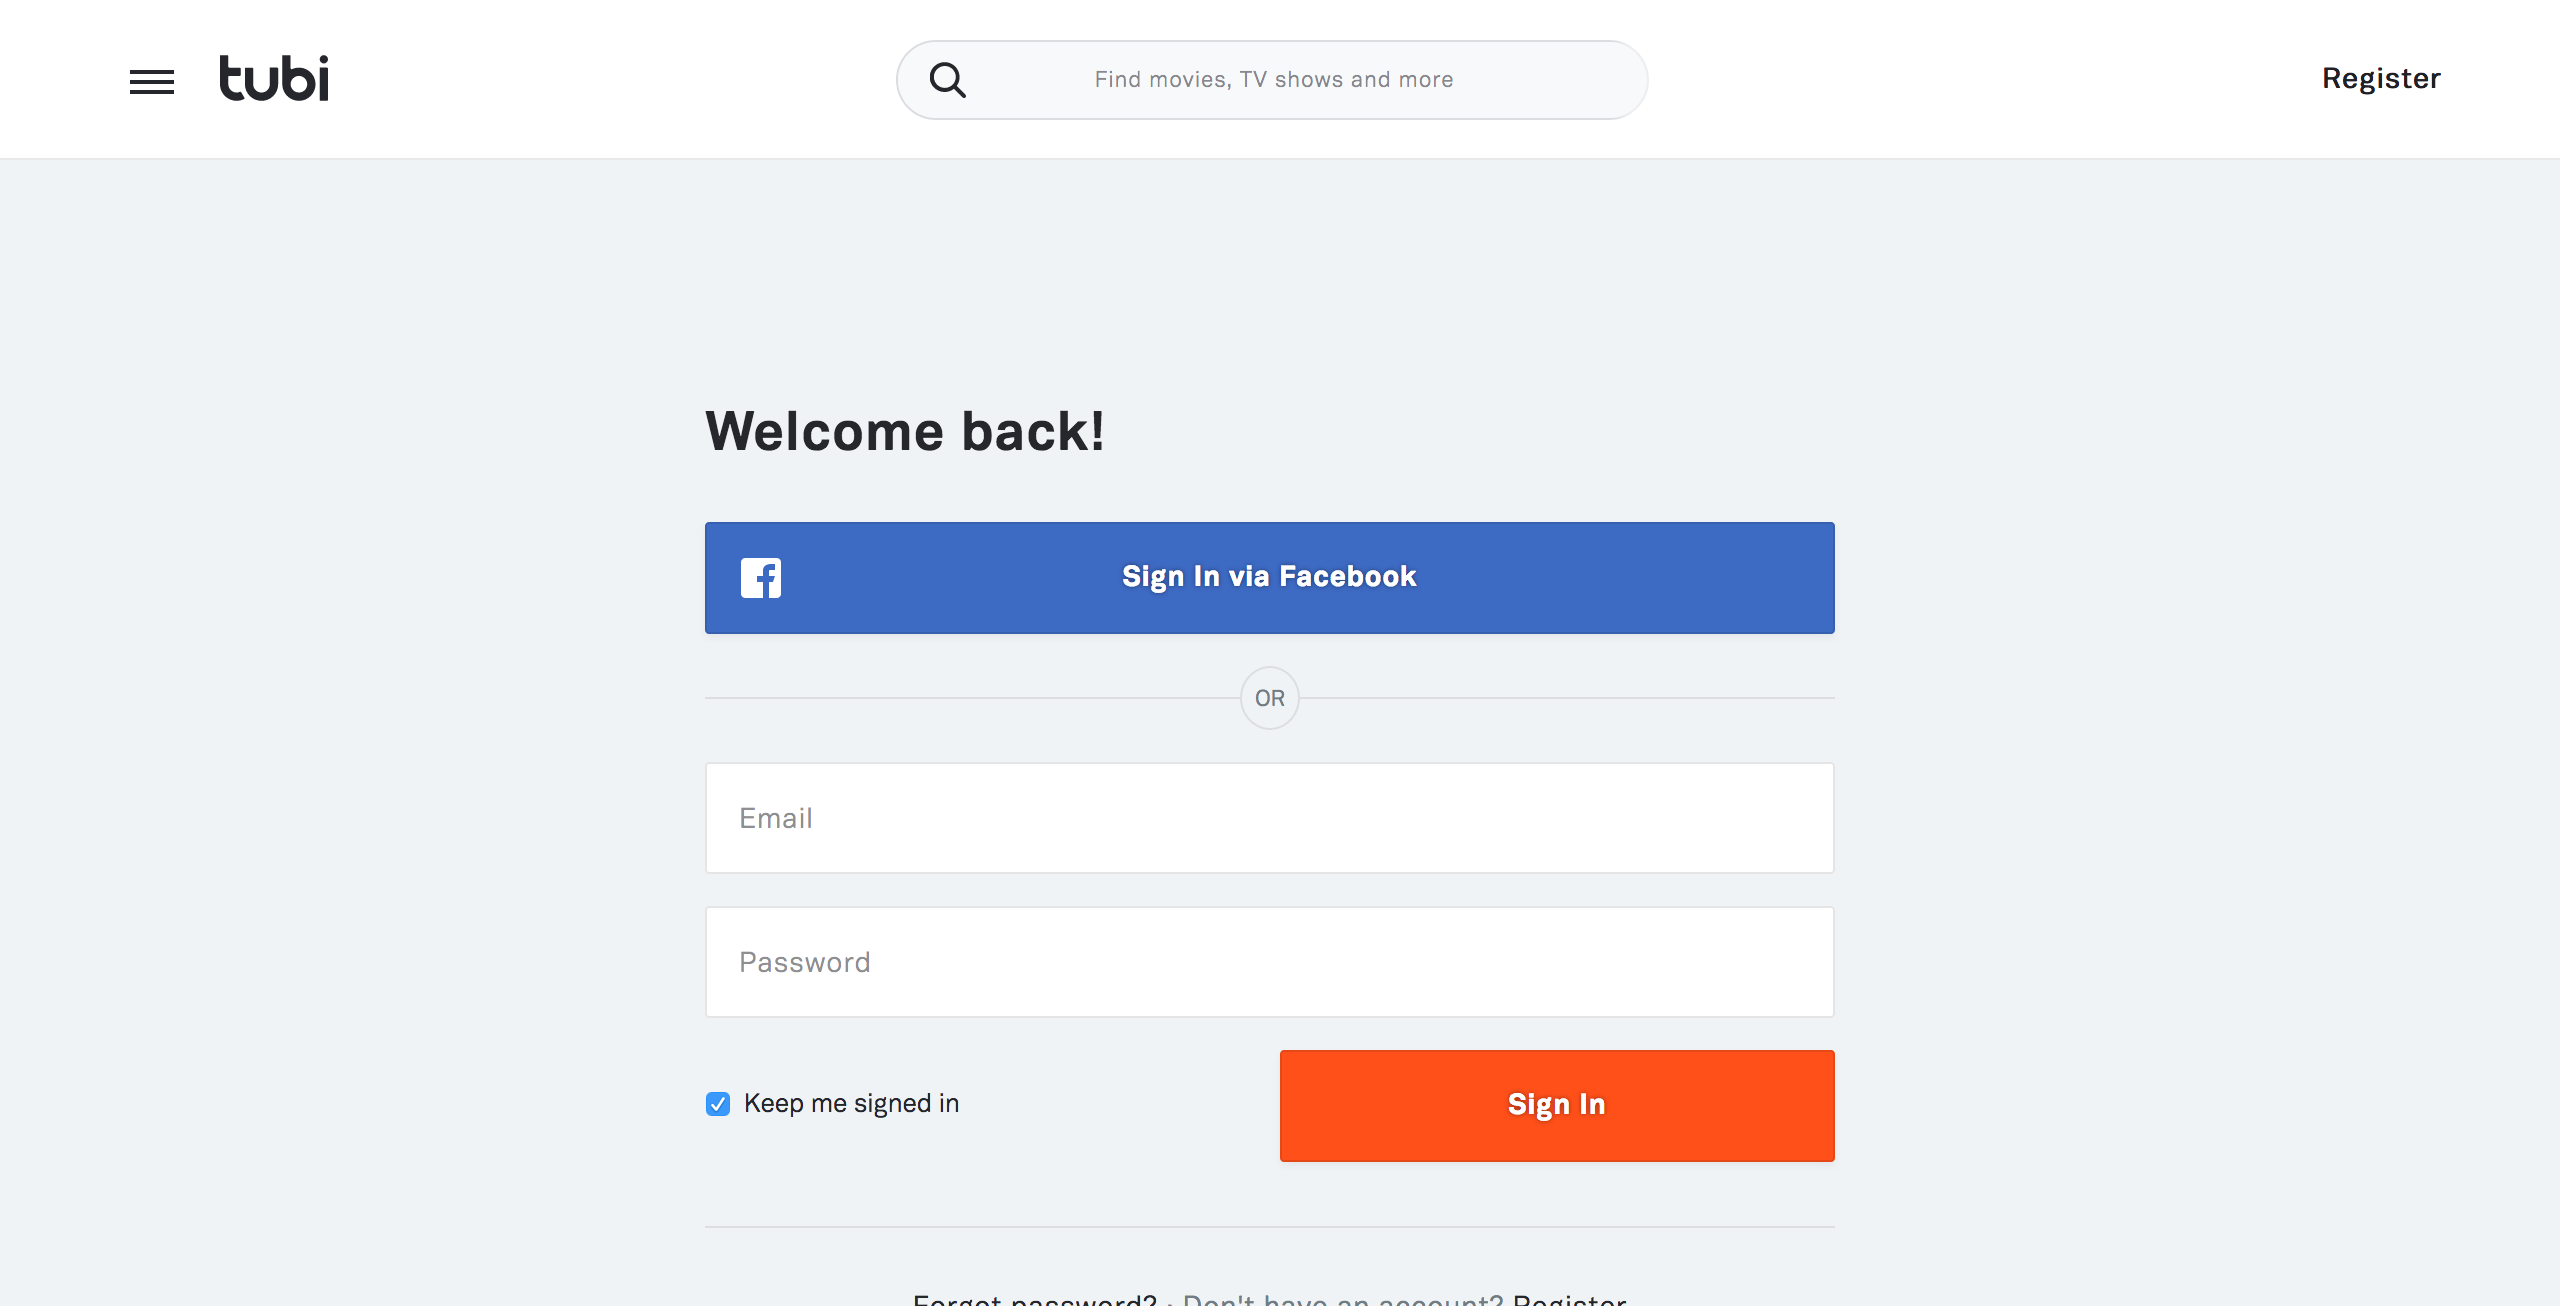 tubi
Find movies, TV shows and more
Register
Welcome back!
Sign In via Facebook
OR
Email
Password
Keep me signed in
Sign In
Forgot password? · Don't have an account? Register